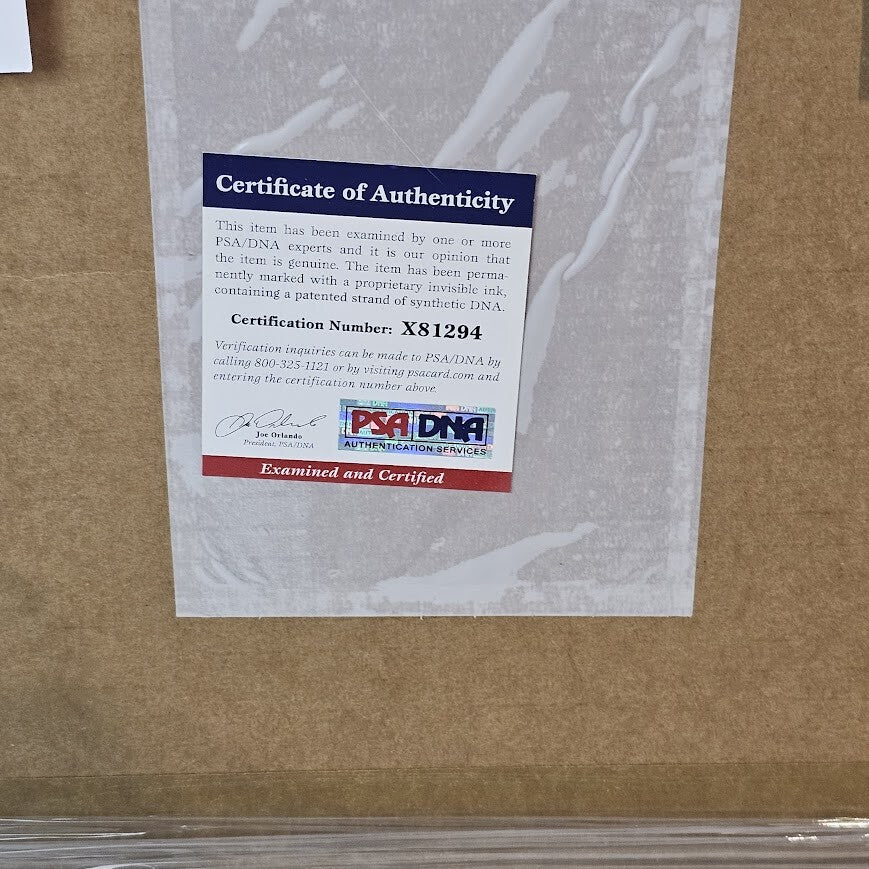 Certificate of Authenticity
This item has been examined by one or more
PSA/DNA experts and it is our opinion that
the item is genuine. The item has been perma-
nently marked with a proprietary invisible ink,
containing a patented strand of synthetic DNA.
Certification Number: X81294
Verification inquiries can be made to PSA/DNA by
calling 800-325-1121 or by visiting psacard.com and
entering the certification number above.
Joe Orlando
President, PSA/DNA
PSA DNA
AUTHENTICATION SERVICES
Examined and Certified